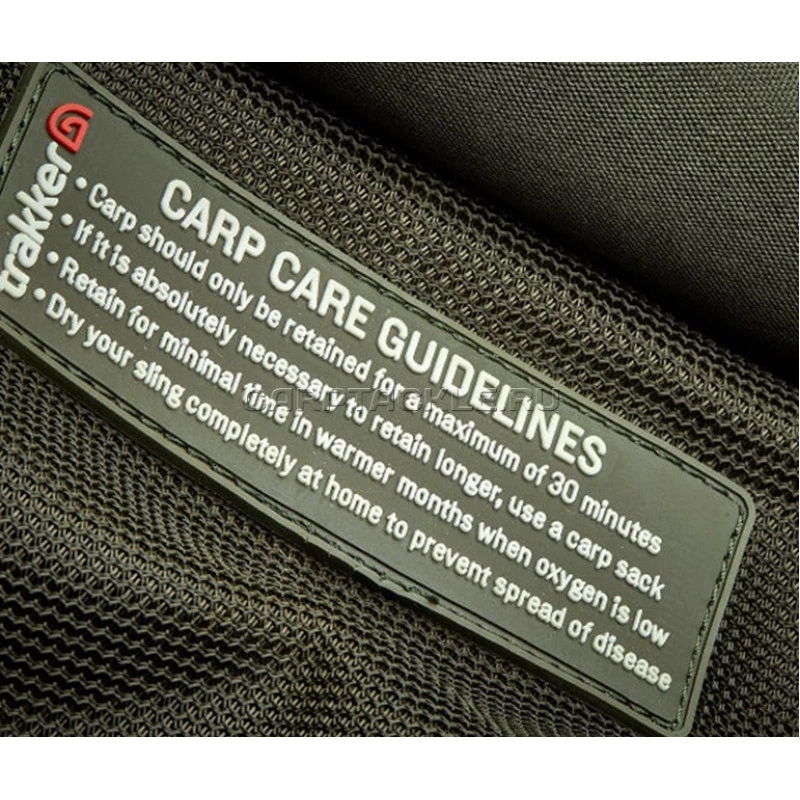 trakker
CARP CARE GUIDELINES
• Carp should only be retained for a maximum of 30 minutes
• If it is absolutely necessary to retain longer, use a carp sack
• Retain for minimal time in warmer months when oxygen is low
• Dry your sling completely at home to prevent spread of disease
CARPTACKLE.RU